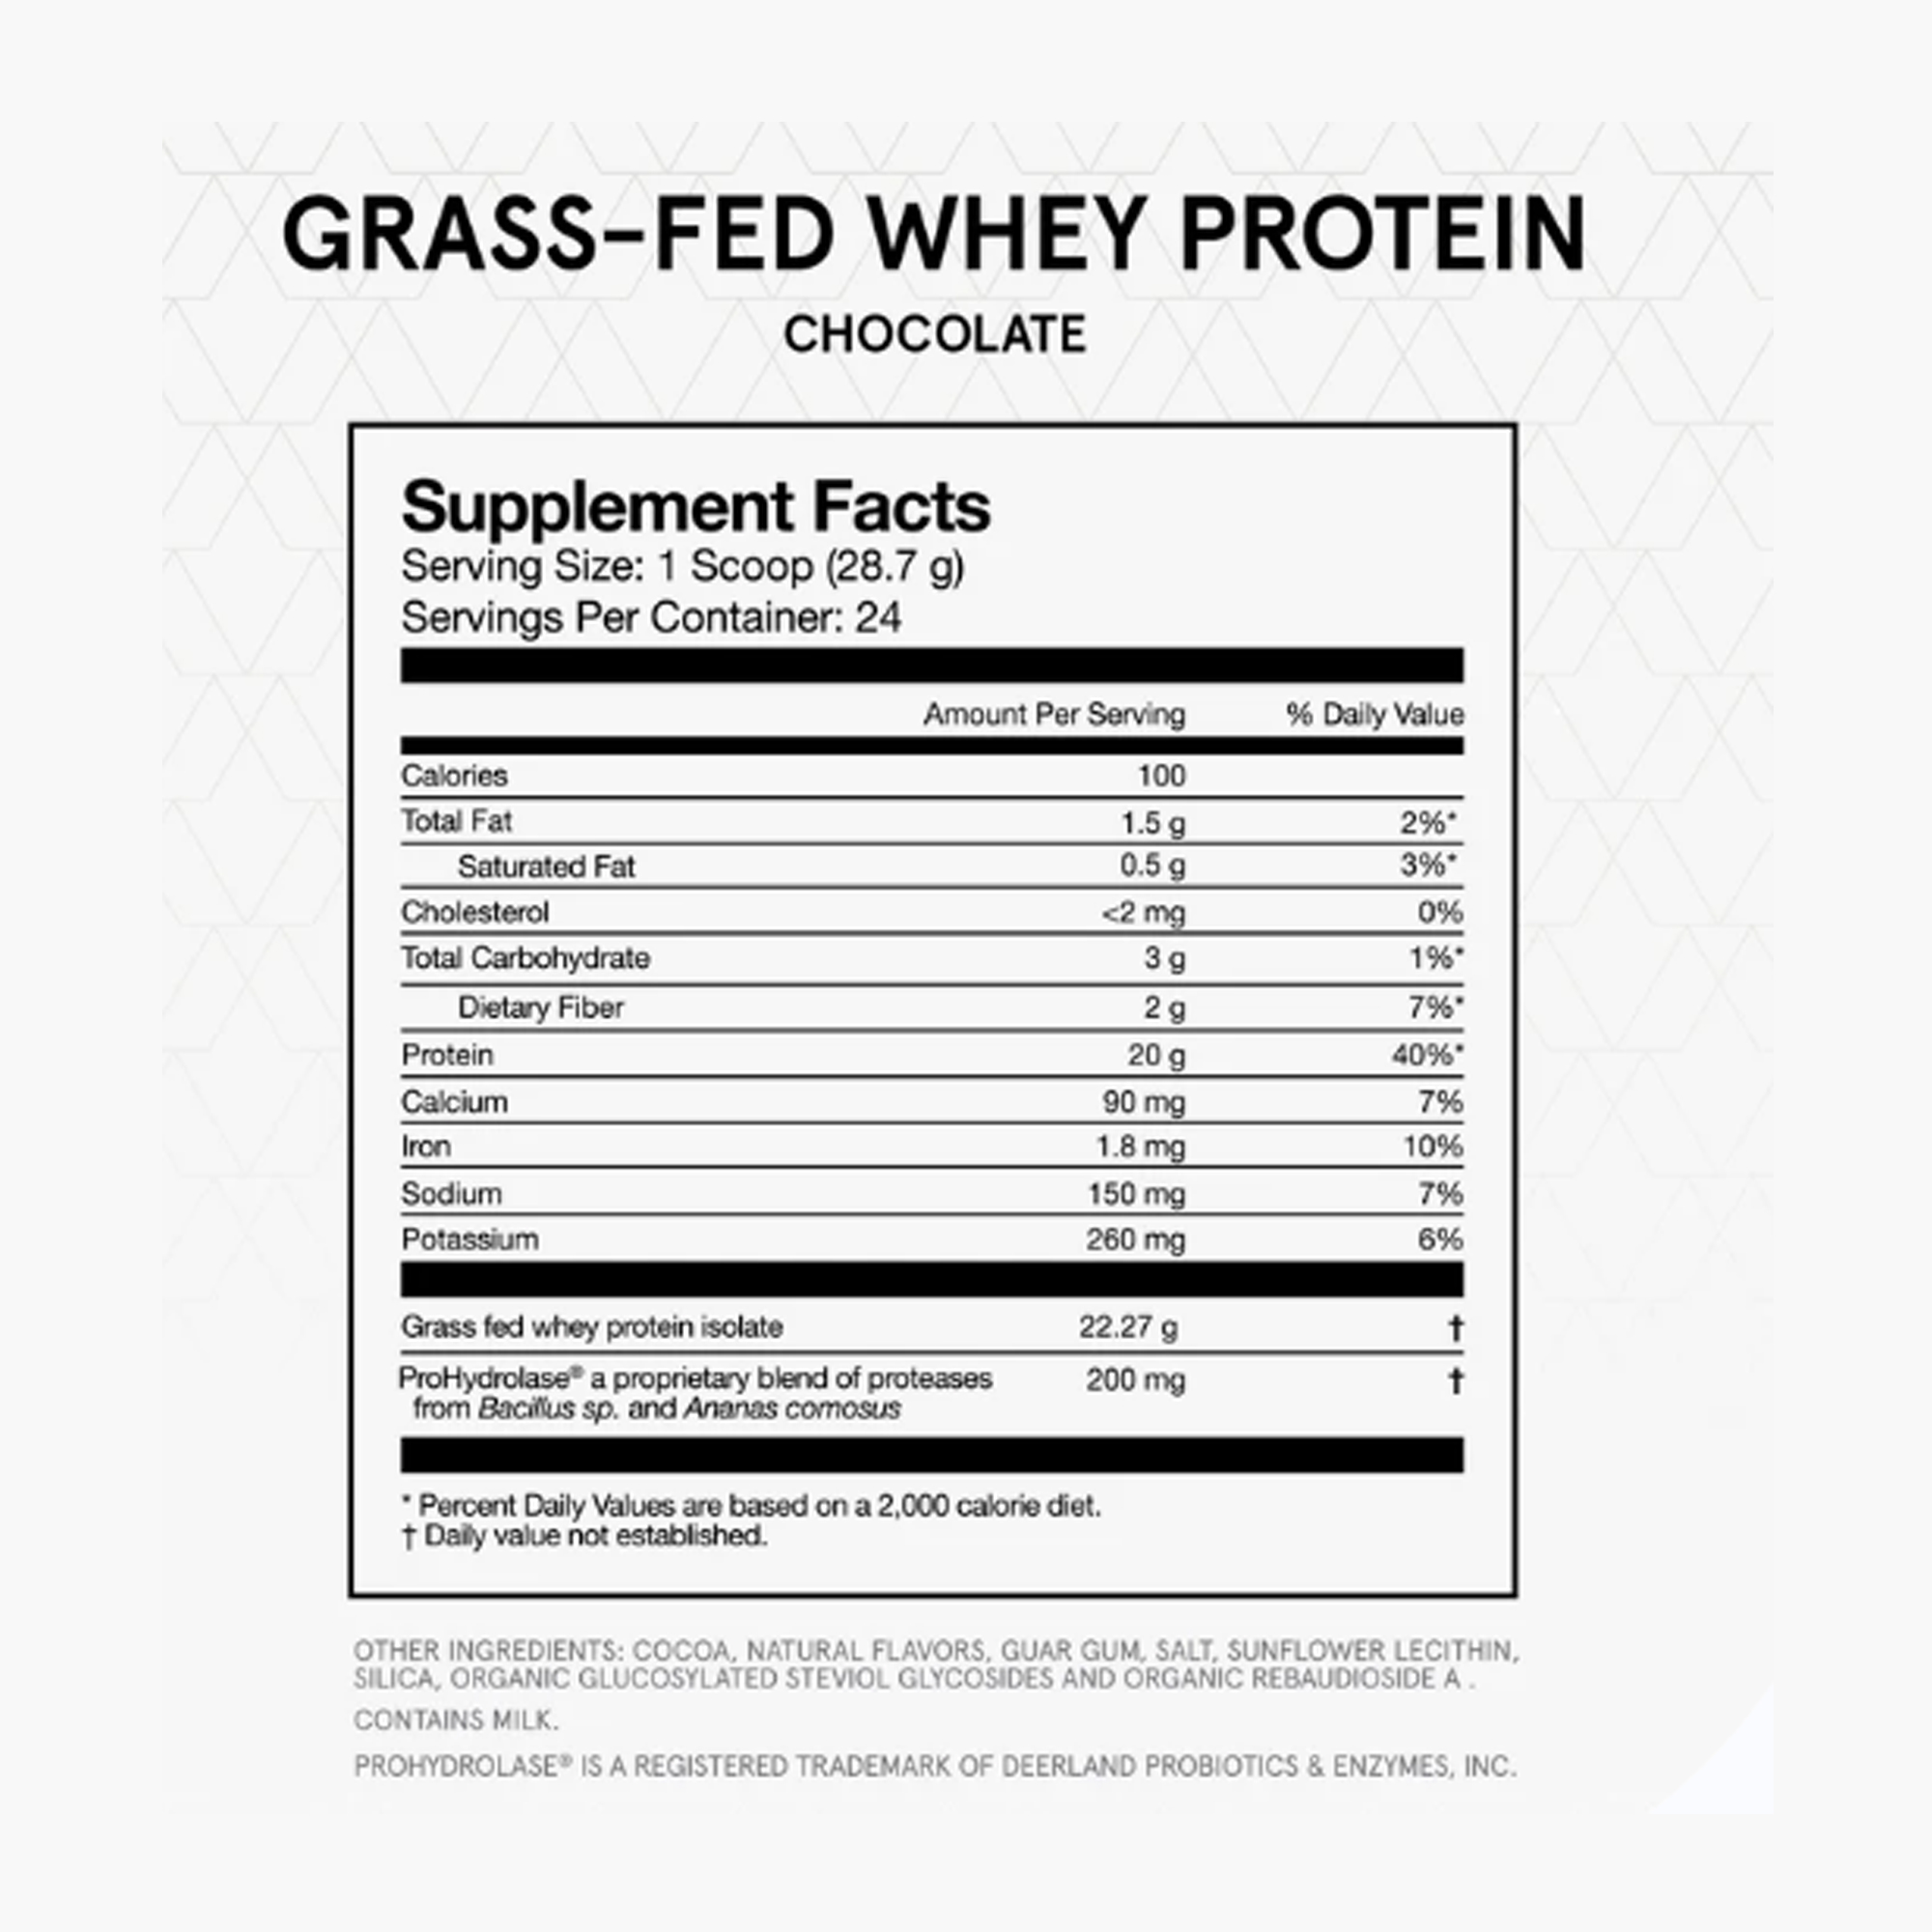 GRASS-FED WHEY PROTEIN
CHOCOLATE
Supplement Facts
Serving Size: 1 Scoop (28.7 g)
Servings Per Container: 24
Amount Per Serving % Daily Value
Calories 100
Total Fat 1.5 g 2%*
Saturated Fat 0.5 g 3%*
Cholesterol <2 mg 0%
Total Carbohydrate 3 g 1%*
Dietary Fiber 2 g 7%*
Protein 20 g 40%*
Calcium 90 mg 7%
Iron 1.8 mg 10%
Sodium 150 mg 7%
Potassium 260 mg 6%
Grass fed whey protein isolate 22.27 g †
ProHydrolase® a proprietary blend of proteases 200 mg †
from Bacillus sp. and Ananas comosus
* Percent Daily Values are based on a 2,000 calorie diet.
† Daily value not established.
OTHER INGREDIENTS: COCOA, NATURAL FLAVORS, GUAR GUM, SALT, SUNFLOWER LECITHIN,
SILICA, ORGANIC GLUCOSYLATED STEVIOL GLYCOSIDES AND ORGANIC REBAUDIOSIDE A .
CONTAINS MILK.
PROHYDROLASE® IS A REGISTERED TRADEMARK OF DEERLAND PROBIOTICS & ENZYMES, INC.